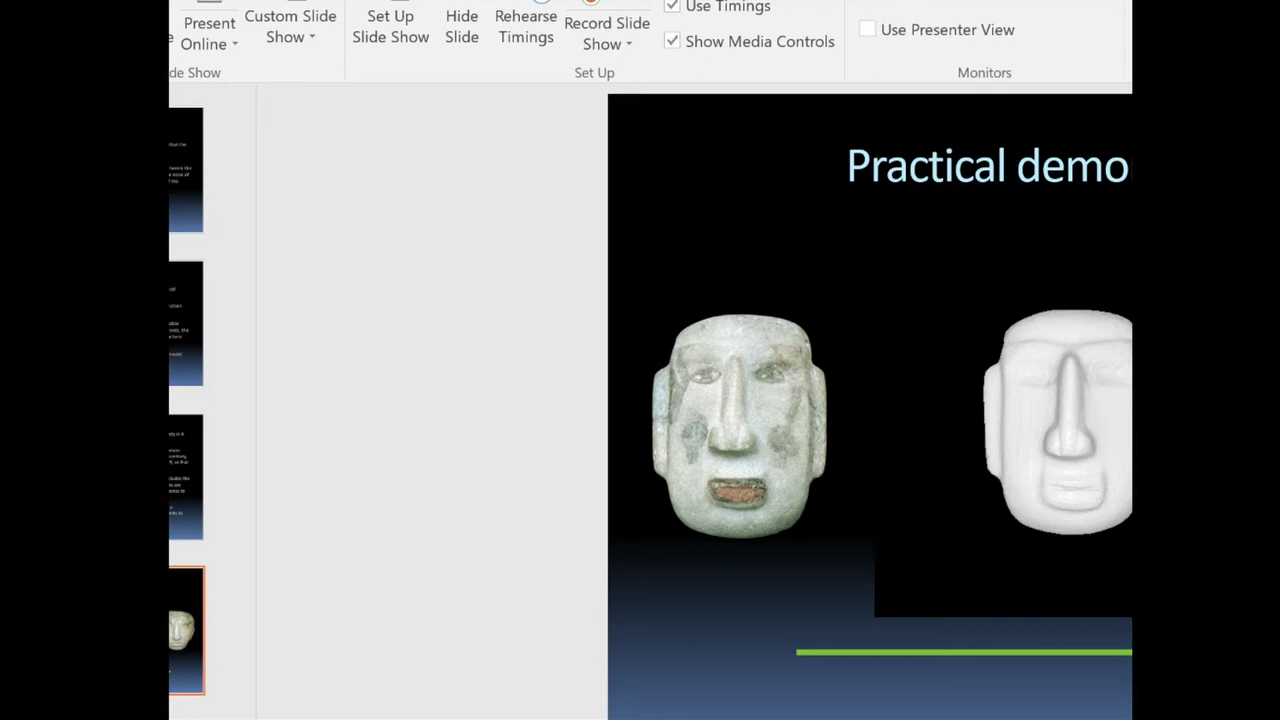 Present
Online
Custom Slide
Show
Set Up
Slide Show
Hide
Slide
Rehearse
Timings
Record Slide
Show
Use Timings
Show Media Controls
Use Presenter View
de Show
Set Up
Monitors
Practical demo